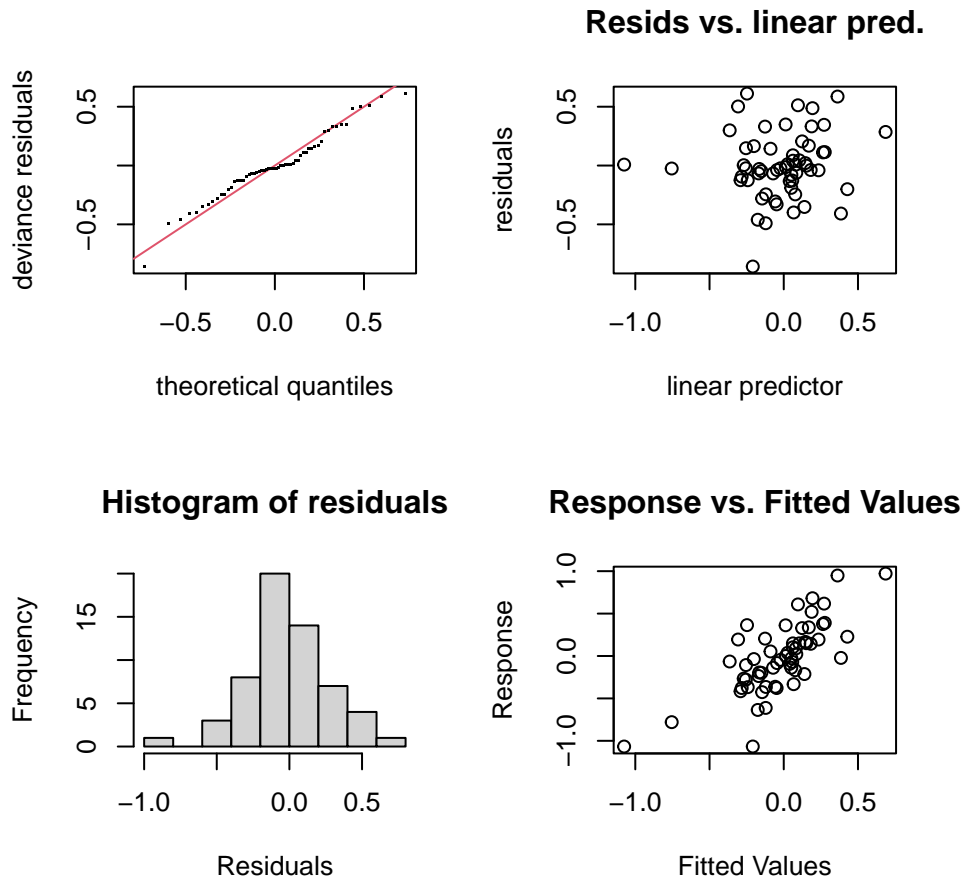 deviance residuals
0.5
−0.5
−0.5 0.0 0.5
theoretical quantiles
Resids vs. linear pred.
residuals
0.5
−0.5
−1.0 0.0 0.5
linear predictor
Histogram of residuals
Frequency
15
5
0
−1.0 0.0
Residuals
Response vs. Fitted Values
Response
1.0
0.0
−1.0
−1.0 0.0 0.5
Fitted Values